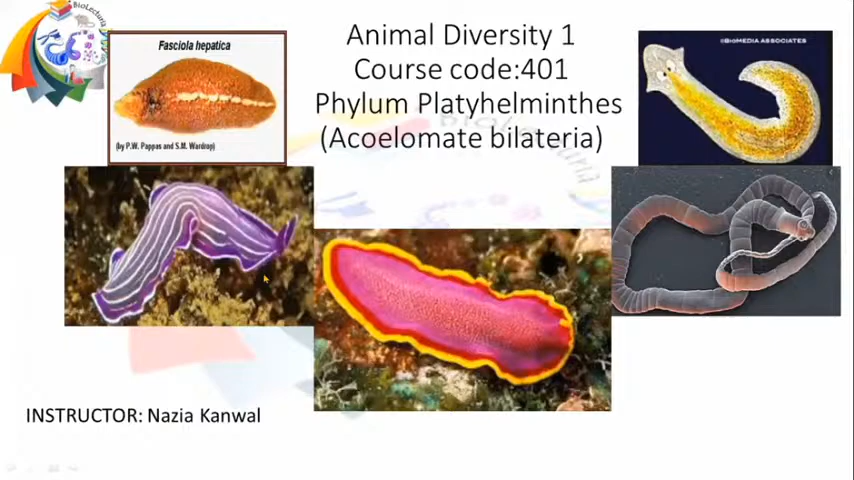 BioLecturia
Fasciola hepatica
(by P.W. Pappas and S.M. Wardrop)
Animal Diversity 1
Course code:401
Phylum Platyhelminthes
(Acoelomate bilateria)
©BIOMEDIA ASSOCIATES
INSTRUCTOR: Nazia Kanwal